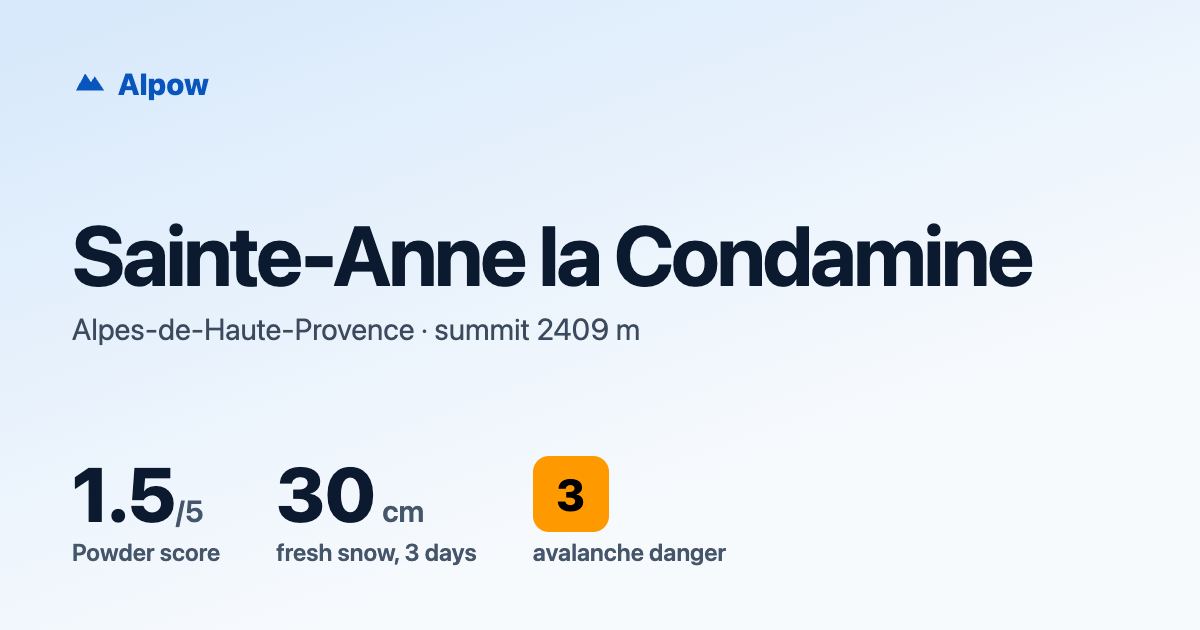 Alpow
Sainte-Anne la Condamine
Alpes-de-Haute-Provence · summit 2409 m
1.5/5
Powder score
30 cm
fresh snow, 3 days
3
avalanche danger